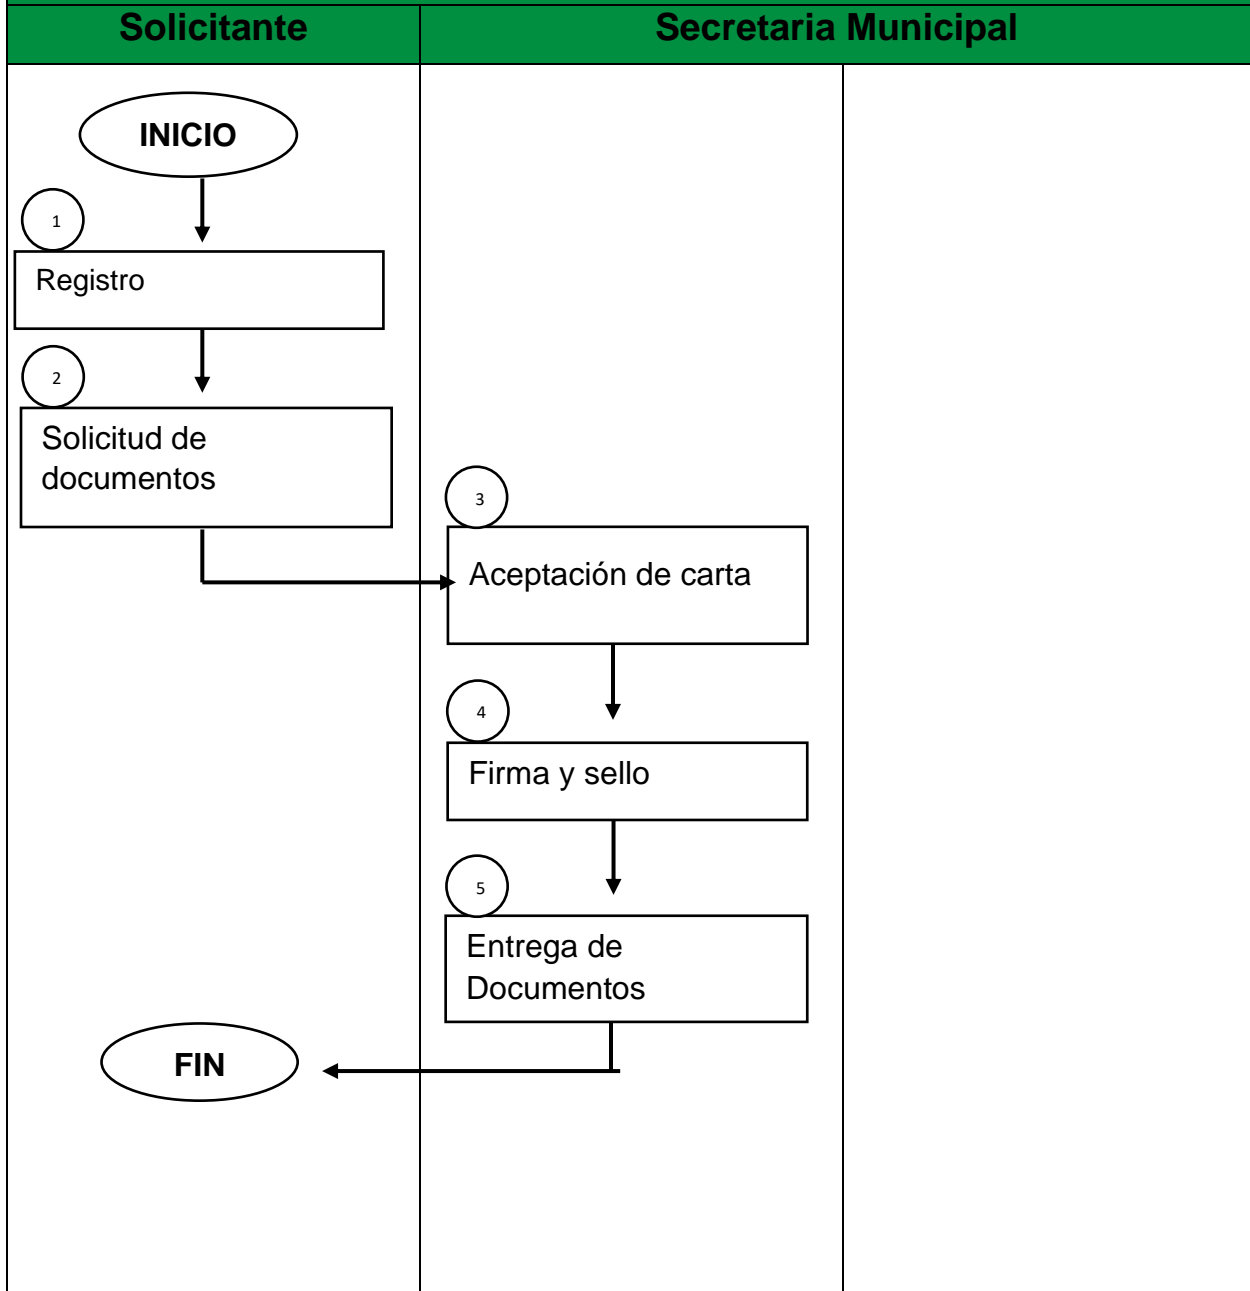 Solicitante
Secretaria Municipal
INICIO
1
Registro
2
Solicitud de
documentos
3
Aceptación de carta
4
Firma y sello
5
Entrega de
Documentos
FIN